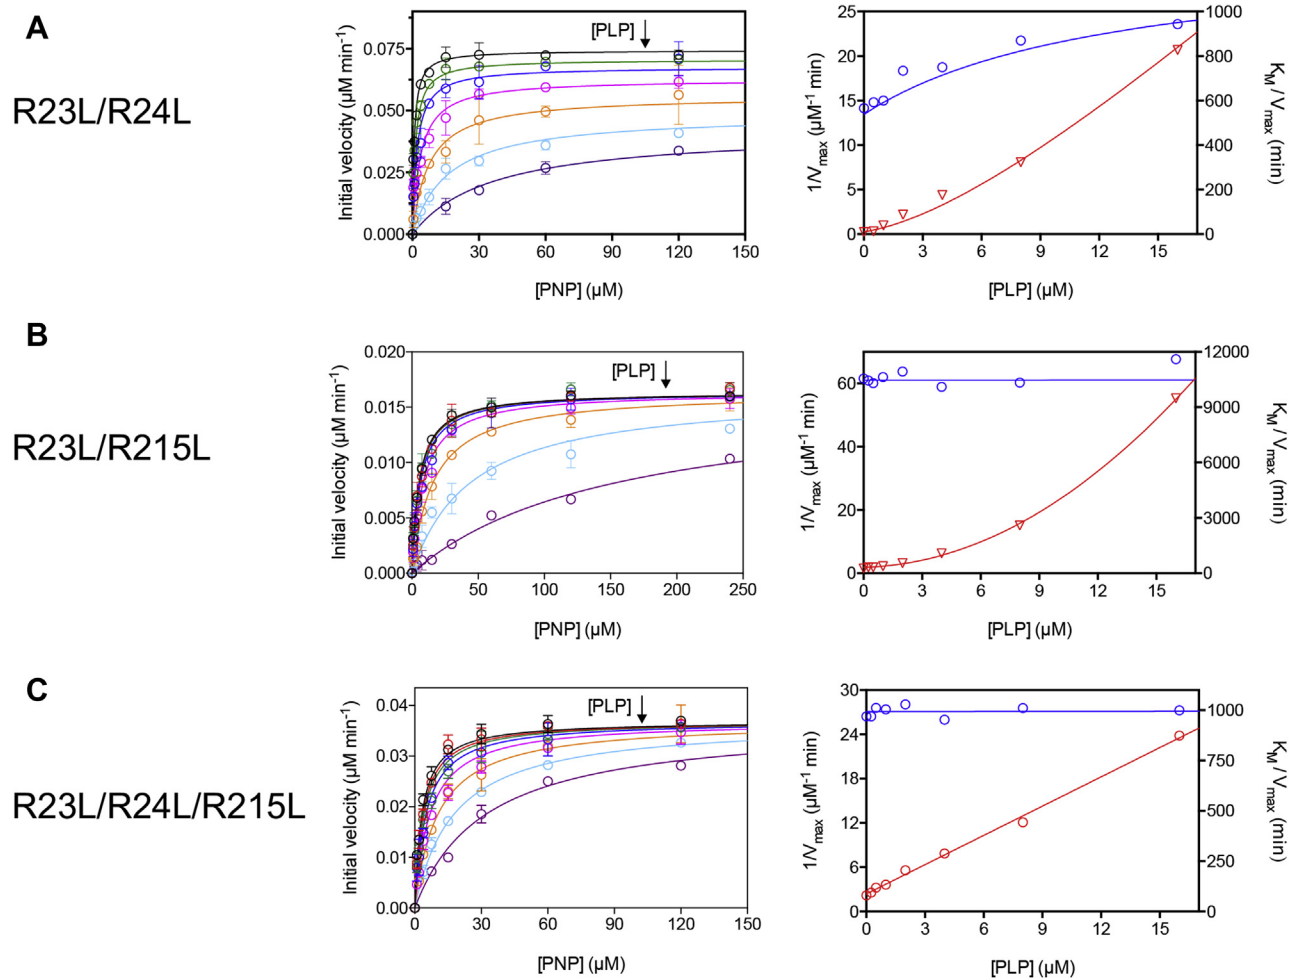 A
R23L/R24L
Initial velocity (µM min⁻¹)
0.075
0.050
0.025
0.000
[PLP]
0 30 60 90 120 150
[PNP] (µM)
1/Vmax (µM⁻¹ min)
25
20
15
10
5
0
0 3 6 9 12 15
[PLP] (µM)
1000
800
600
400
200
0
KM / Vmax (min)
B
R23L/R215L
Initial velocity (µM min⁻¹)
0.020
0.015
0.010
0.005
0.000
[PLP]
0 50 100 150 200 250
[PNP] (µM)
1/Vmax (µM⁻¹ min)
60
40
20
0
0 3 6 9 12 15
[PLP] (µM)
12000
9000
6000
3000
0
KM / Vmax (min)
C
R23L/R24L/R215L
Initial velocity (µM min⁻¹)
0.04
0.03
0.02
0.01
0.00
[PLP]
0 30 60 90 120 150
[PNP] (µM)
1/Vmax (µM⁻¹ min)
30
24
18
12
6
0
0 3 6 9 12 15
[PLP] (µM)
1000
750
500
250
0
KM / Vmax (min)